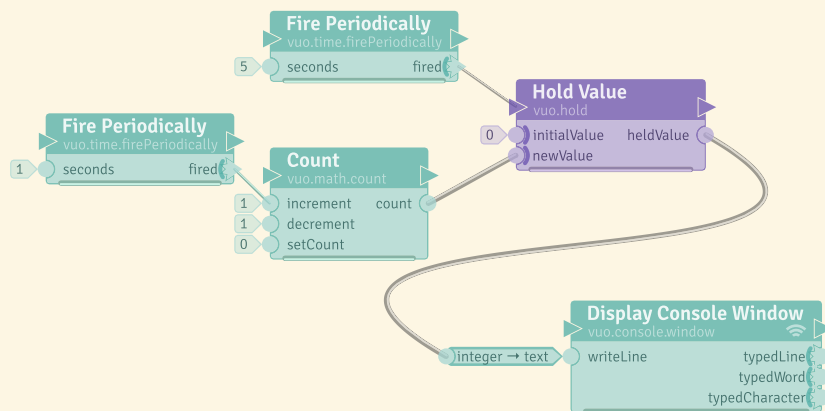 Fire Periodically
vuo.time.firePeriodically
5 seconds fired
Hold Value
vuo.hold
0 initialValue heldValue
newValue
Fire Periodically
vuo.time.firePeriodically
1 seconds fired
Count
vuo.math.count
1 increment count
1 decrement
0 setCount
Display Console Window
vuo.console.window
integer → text writeLine typedLine
typedWord
typedCharacter